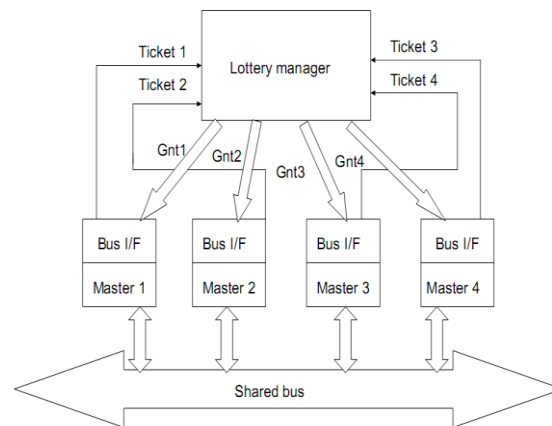 Ticket 1
Ticket 2
Lottery manager
Ticket 3
Ticket 4
Gnt1
Gnt2
Gnt3
Gnt4
Bus I/F
Bus I/F
Bus I/F
Bus I/F
Master 1
Master 2
Master 3
Master 4
Shared bus